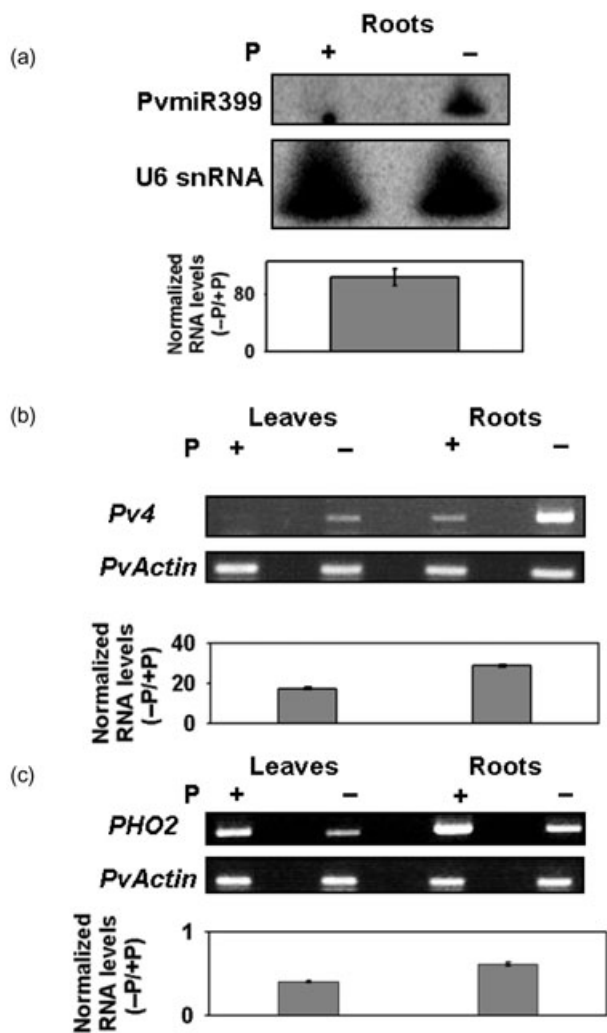 (a)
Roots
P + –
PvmiR399
U6 snRNA
Normalized
RNA levels
(–P/+P)
80
0
(b)
Leaves Roots
P + – + –
Pv4
PvActin
Normalized
RNA levels
(–P/+P)
40
20
0
(c)
Leaves Roots
P + – + –
PHO2
PvActin
Normalized
RNA levels
(–P/+P)
1
0